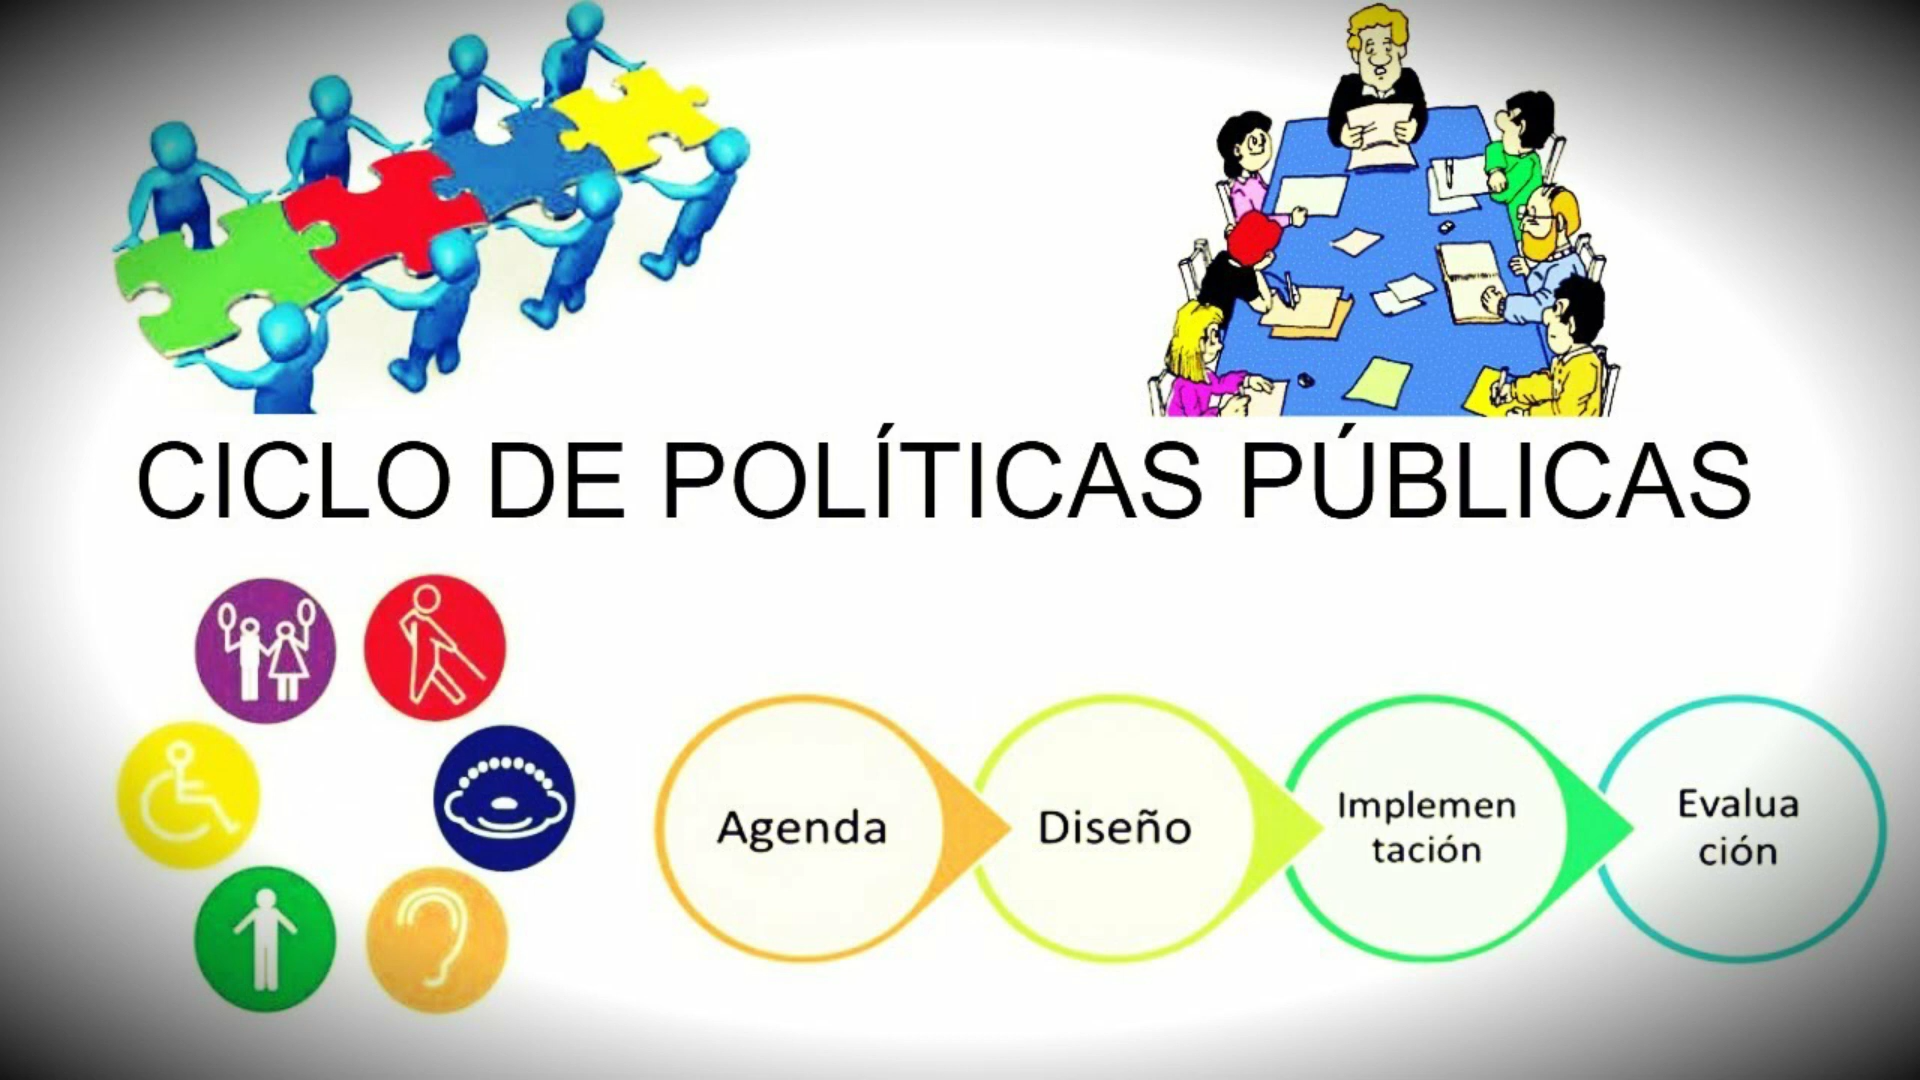 CICLO DE POLÍTICAS PÚBLICAS
Agenda
Diseño
Implemen
tación
Evalua
ción